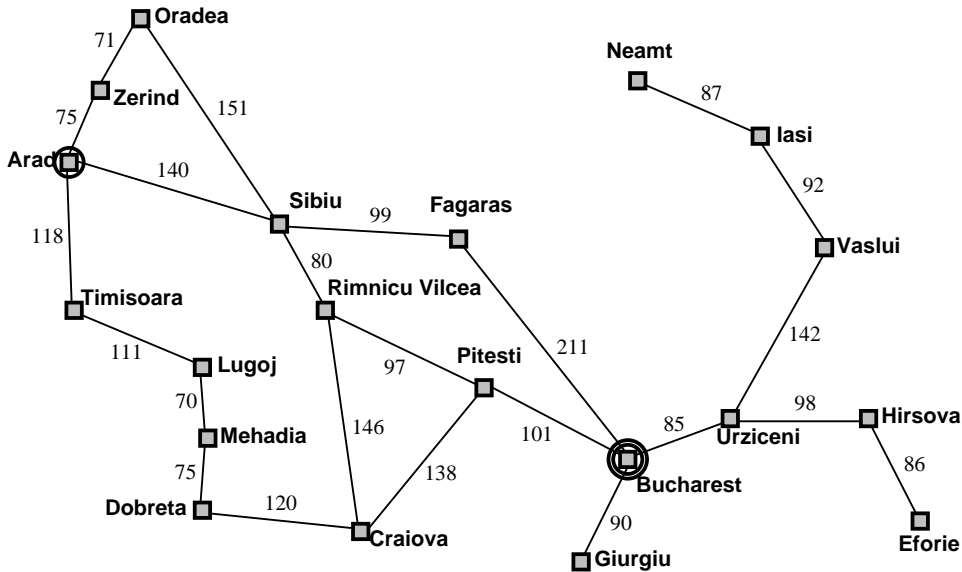 Oradea
71
Neamt
87
Zerind
151
75
Iasi
Arad
140
92
Sibiu
99
Fagaras
118
80
Vaslui
Rimnicu Vilcea
Timisoara
142
111
Lugoj
97
Pitesti
211
70
98
Hirsova
Mehadia
146
101
85
Urziceni
75
138
86
Bucharest
Dobreta
120
Craiova
90
Eforie
Giurgiu